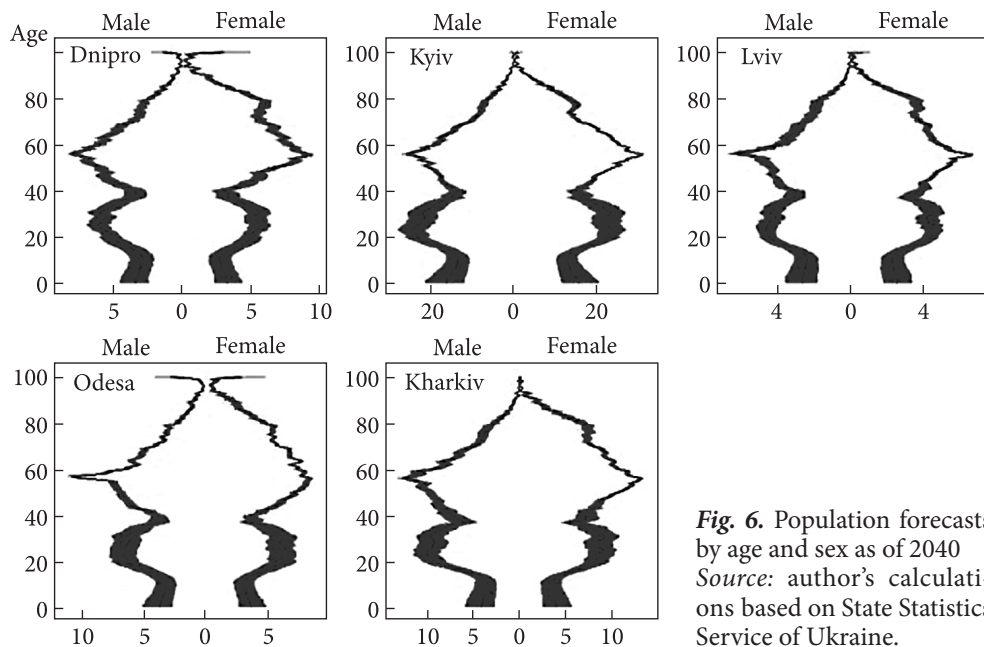 Male Female
Male Female
Male Female
Age
Dnipro
Kyiv
Lviv
100
80
60
40
20
0
5 0 5 10
100
80
60
40
20
0
20 0 20
100
80
60
40
20
0
4 0 4
Male Female
Male Female
Odesa
Kharkiv
100
80
60
40
20
0
10 5 0 5
100
80
60
40
20
0
10 5 0 5 10
Fig. 6. Population forecasts
by age and sex as of 2040
Source: author's calculati-
ons based on State Statistics
Service of Ukraine.